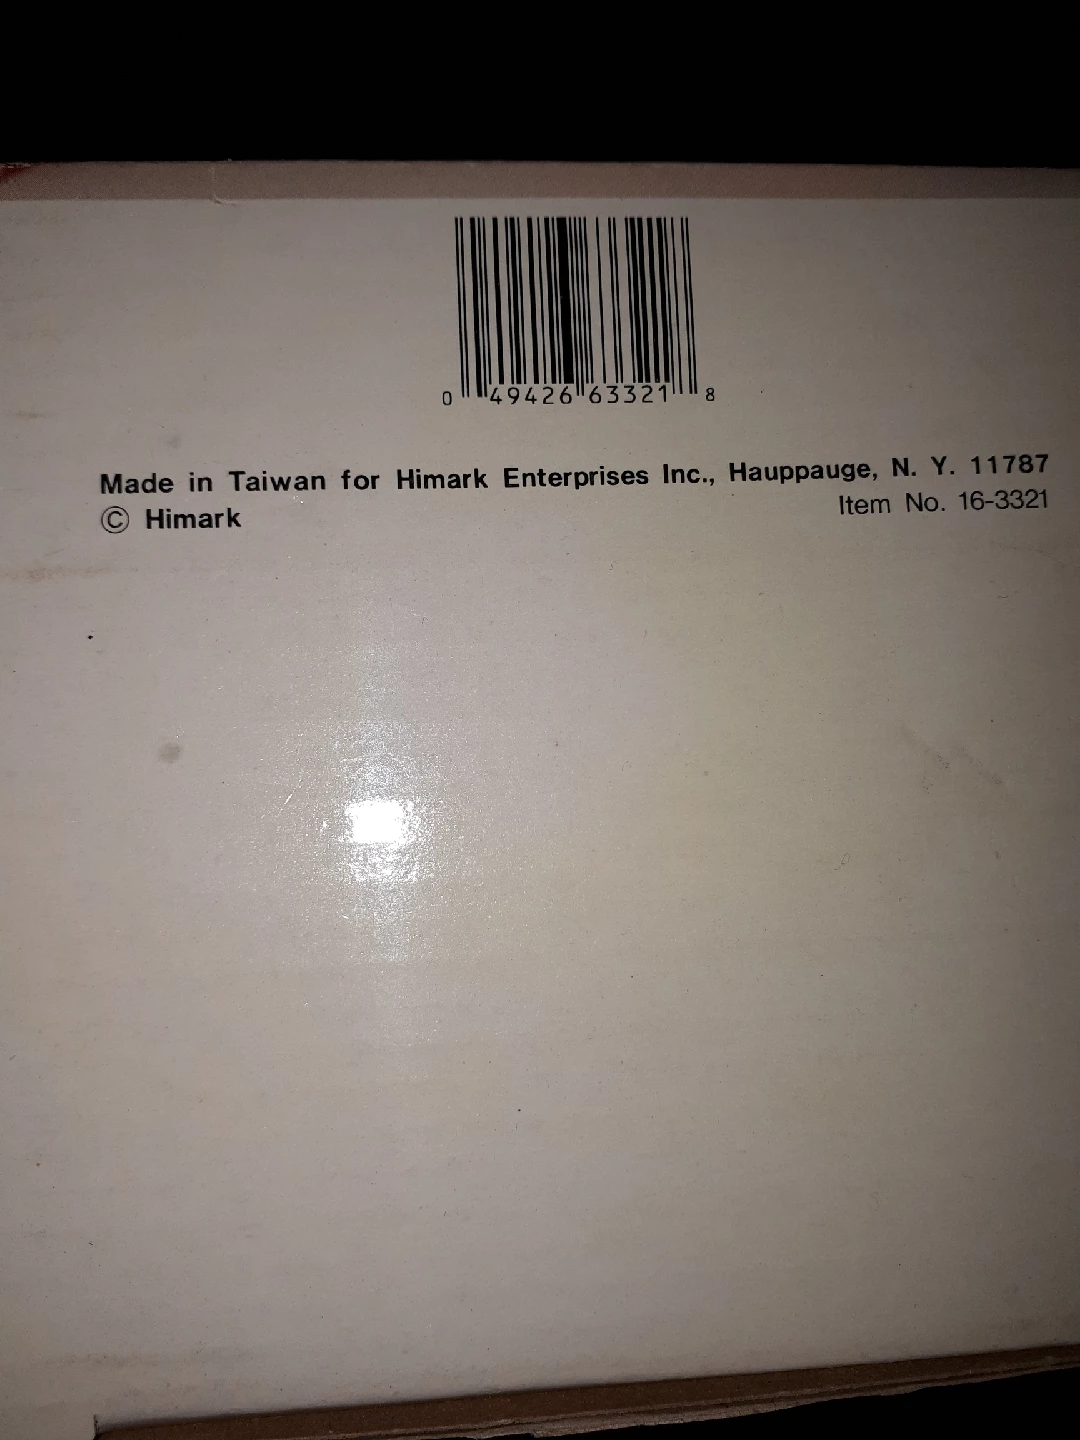 0 49426 63321 8
Made in Taiwan for Himark Enterprises Inc., Hauppauge, N. Y. 11787
© Himark
Item No. 16-3321